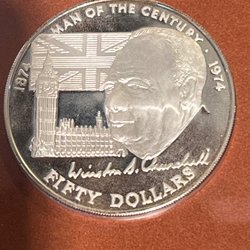 MAN OF THE CENTURY
1874
1974
Winston S. Churchill
FIFTY DOLLARS